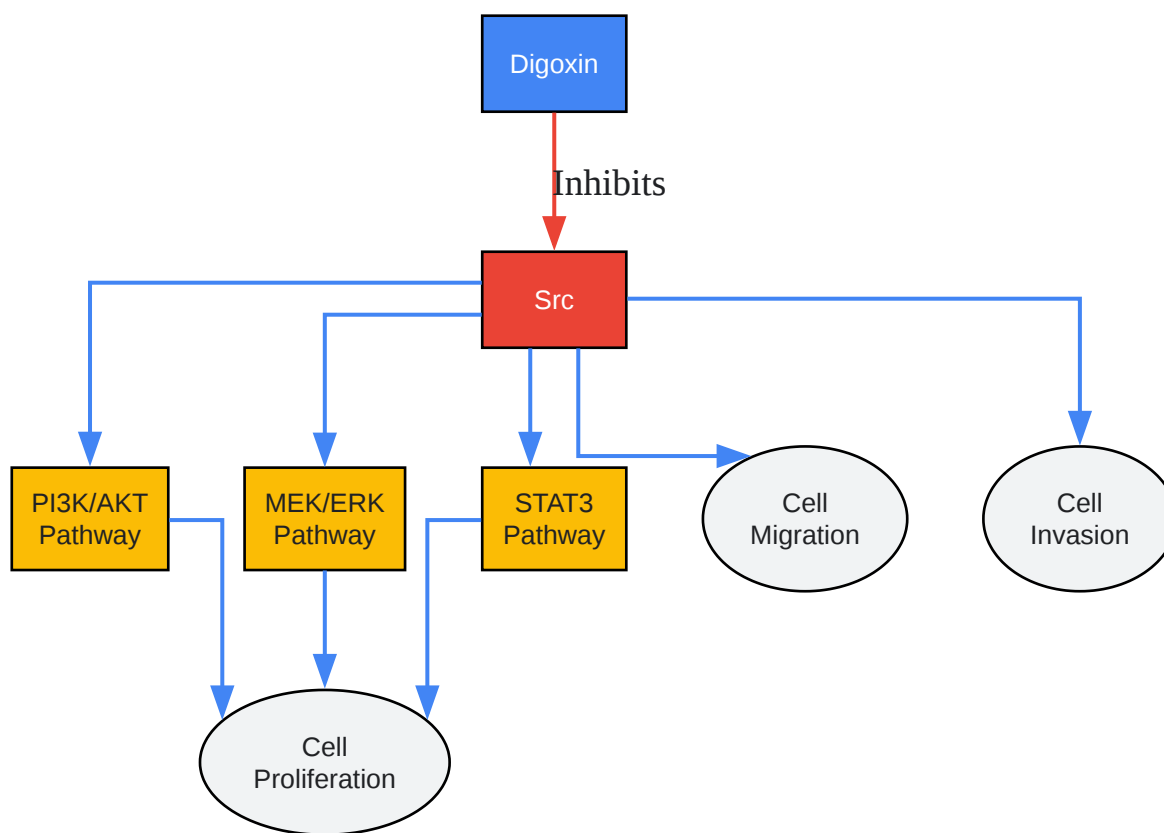 Digoxin
Inhibits
Src
PI3K/AKT
Pathway
MEK/ERK
Pathway
STAT3
Pathway
Cell
Migration
Cell
Invasion
Cell
Proliferation